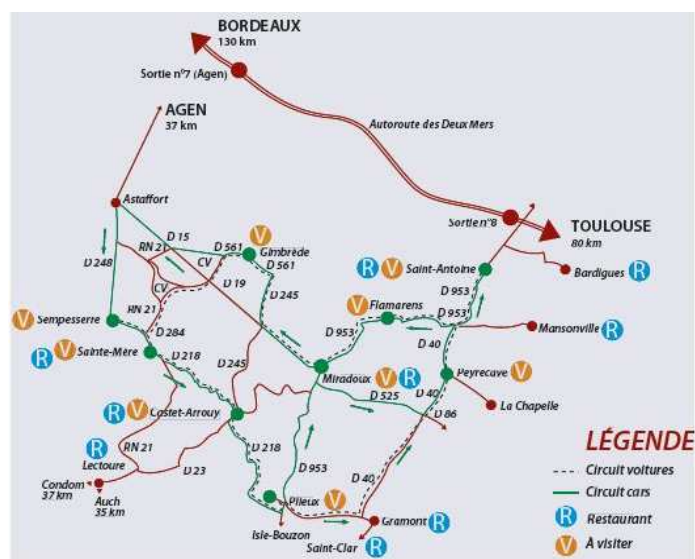 BORDEAUX
130 km
Sortie n°7 (Agen)
AGEN
37 km
Autoroute des Deux Mers
Astaffort
Sortie n°8
TOULOUSE
80 km
D 15
RN 21
D 561
V
Gimbrède
CV
D 561
D 248
R V Saint-Antoine
Bardigues R
D 19
D 245
D 953
CV
V Flamarens
D 953
RN 21
V Sempesserre
D 953
Mansonville R
D 284
D 40
R V Sainte-Mère
D 218
D 245
Miradoux V R
Peyrecave V
D 525
D 40
La Chapelle
R V Castet-Arrouy
D 86
R
Lectoure
RN 21
D 218
D 23
D 953
D 40
Condom
37 km
Auch
35 km
Plieux V
Isle-Bouzon
Gramont R
Saint-Clar R
LÉGENDE
Circuit voitures
Circuit cars
R Restaurant
V À visiter